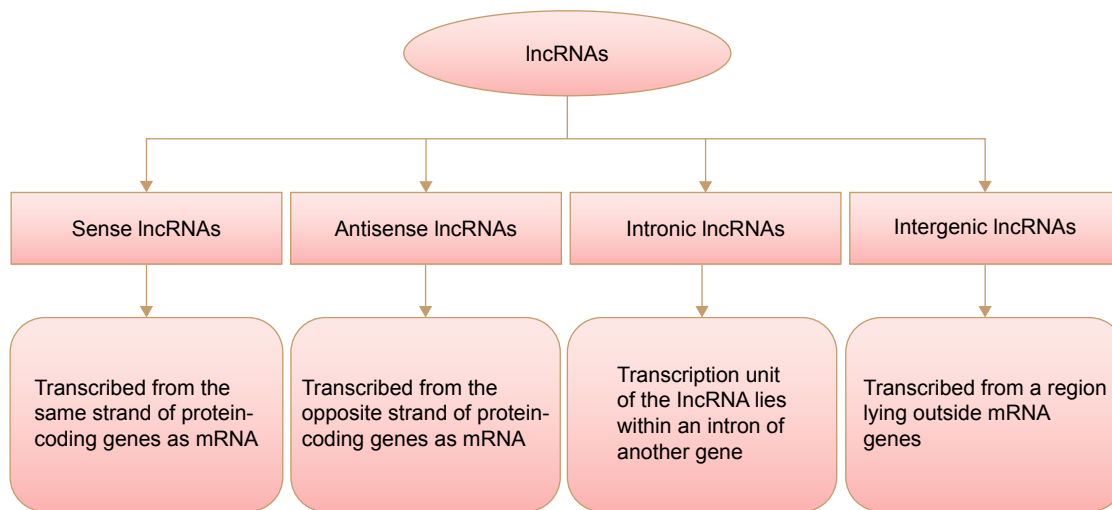 lncRNAs
Sense lncRNAs
Antisense lncRNAs
Intronic lncRNAs
Intergenic lncRNAs
Transcribed from the
same strand of protein-
coding genes as mRNA
Transcribed from the
opposite strand of protein-
coding genes as mRNA
Transcription unit
of the lncRNA lies
within an intron of
another gene
Transcribed from a region
lying outside mRNA
genes